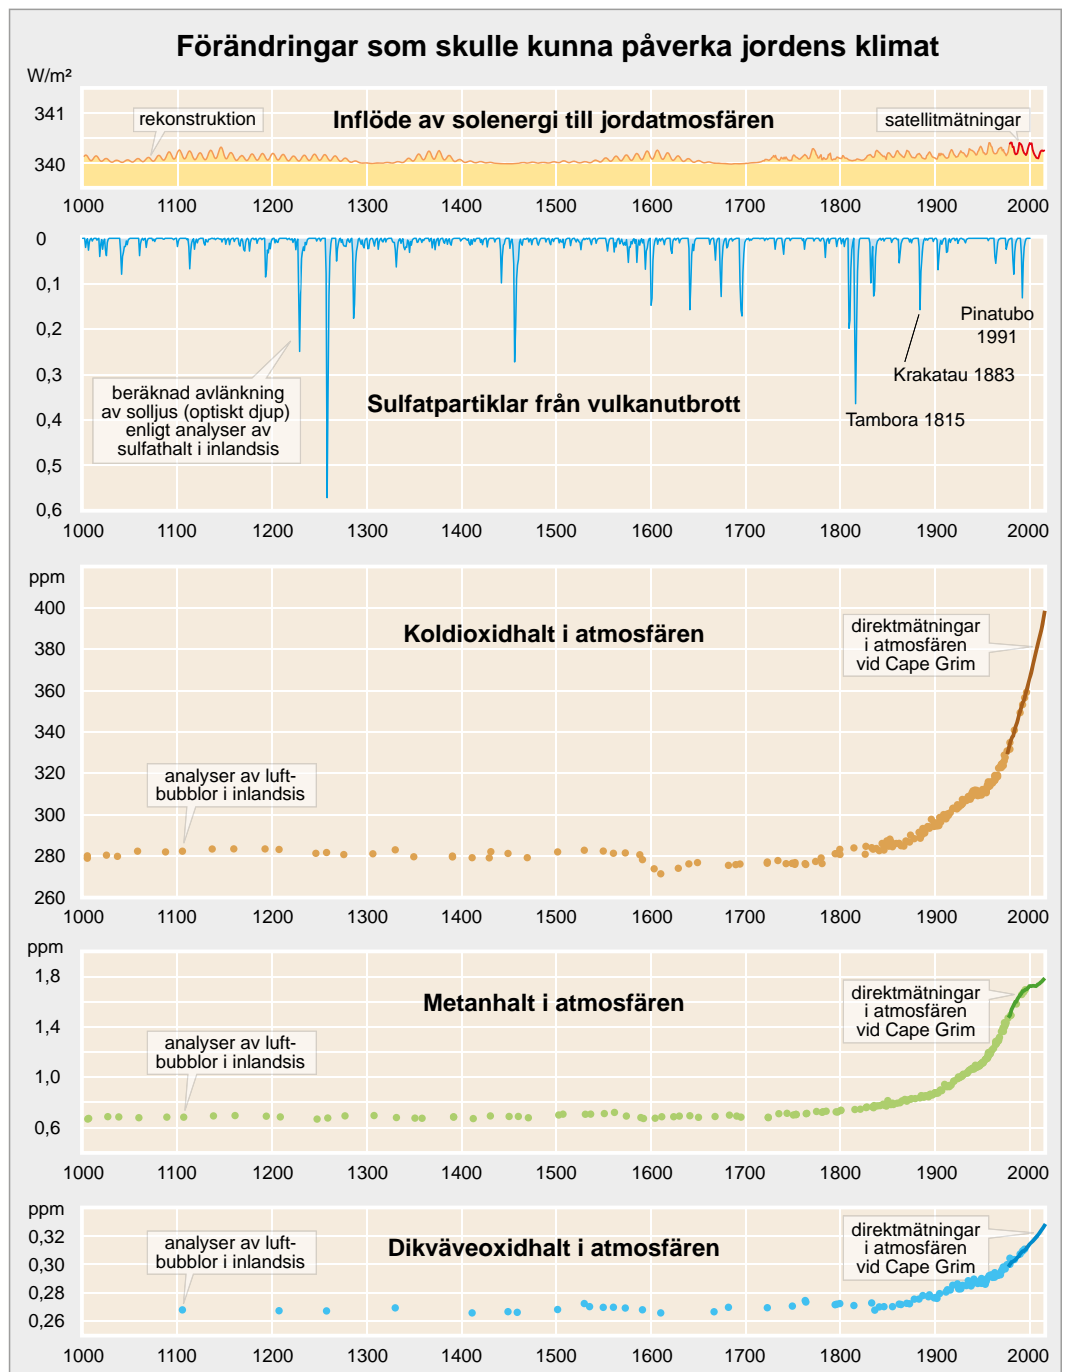 Förändringar som skulle kunna påverka jordens klimat
W/m²
341
340
rekonstruktion
Inflöde av solenergi till jordatmosfären
satellitmätningar
1000 1100 1200 1300 1400 1500 1600 1700 1800 1900 2000
0
0,1
0,2
0,3
0,4
0,5
0,6
Pinatubo
1991
Krakatau 1883
Tambora 1815
beräknad avlänkning
av solljus (optiskt djup)
enligt analyser av
sulfathalt i inlandsis
Sulfatpartiklar från vulkanutbrott
1000 1100 1200 1300 1400 1500 1600 1700 1800 1900 2000
ppm
400
380
360
340
320
300
280
260
Koldioxidhalt i atmosfären
direktmätningar
i atmosfären
vid Cape Grim
analyser av luft-
bubblor i inlandsis
1000 1100 1200 1300 1400 1500 1600 1700 1800 1900 2000
ppm
1,8
1,4
1,0
0,6
Metanhalt i atmosfären
direktmätningar
i atmosfären
vid Cape Grim
analyser av luft-
bubblor i inlandsis
1000 1100 1200 1300 1400 1500 1600 1700 1800 1900 2000
ppm
0,32
0,30
0,28
0,26
analyser av luft-
bubblor i inlandsis
Dikväveoxidhalt i atmosfären
direktmätningar
i atmosfären
vid Cape Grim
1000 1100 1200 1300 1400 1500 1600 1700 1800 1900 2000